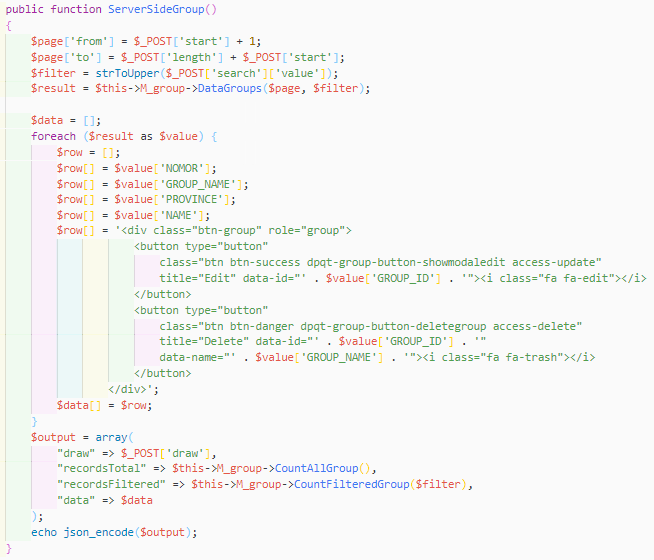 public function ServerSideGroup()
{
    $page['from'] = $_POST['start'] + 1;
    $page['to'] = $_POST['length'] + $_POST['start'];
    $filter = strToUpper($_POST['search']['value']);
    $result = $this->M_group->DataGroups($page, $filter);

    $data = [];
    foreach ($result as $value) {
        $row = [];
        $row[] = $value['NOMOR'];
        $row[] = $value['GROUP_NAME'];
        $row[] = $value['PROVINCE'];
        $row[] = $value['NAME'];
        $row[] = '<div class="btn-group" role="group">
                    <button type="button"
                        class="btn btn-success dpqt-group-button-showmodaledit access-update"
                        title="Edit" data-id="' . $value['GROUP_ID'] . '"><i class="fa fa-edit"></i>
                    </button>
                    <button type="button"
                        class="btn btn-danger dpqt-group-button-deletegroup access-delete"
                        title="Delete" data-id="' . $value['GROUP_ID'] . '"
                        data-name="' . $value['GROUP_NAME'] . '"><i class="fa fa-trash"></i>
                    </button>
                </div>';
        $data[] = $row;
    }
    $output = array(
        "draw" => $_POST['draw'],
        "recordsTotal" => $this->M_group->CountAllGroup(),
        "recordsFiltered" => $this->M_group->CountFilteredGroup($filter),
        "data" => $data
    );
    echo json_encode($output);
}